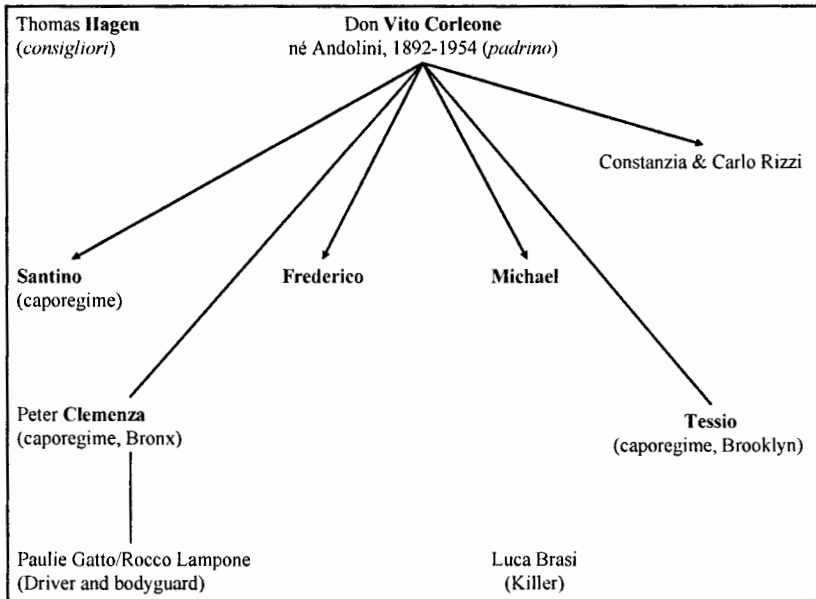 Thomas Hagen
(consigliori)
Don Vito Corleone
né Andolini, 1892-1954 (padrino)
Constanzia & Carlo Rizzi
Santino
(caporegime)
Frederico
Michael
Peter Clemenza
(caporegime, Bronx)
Tessio
(caporegime, Brooklyn)
Paulie Gatto/Rocco Lampone
(Driver and bodyguard)
Luca Brasi
(Killer)